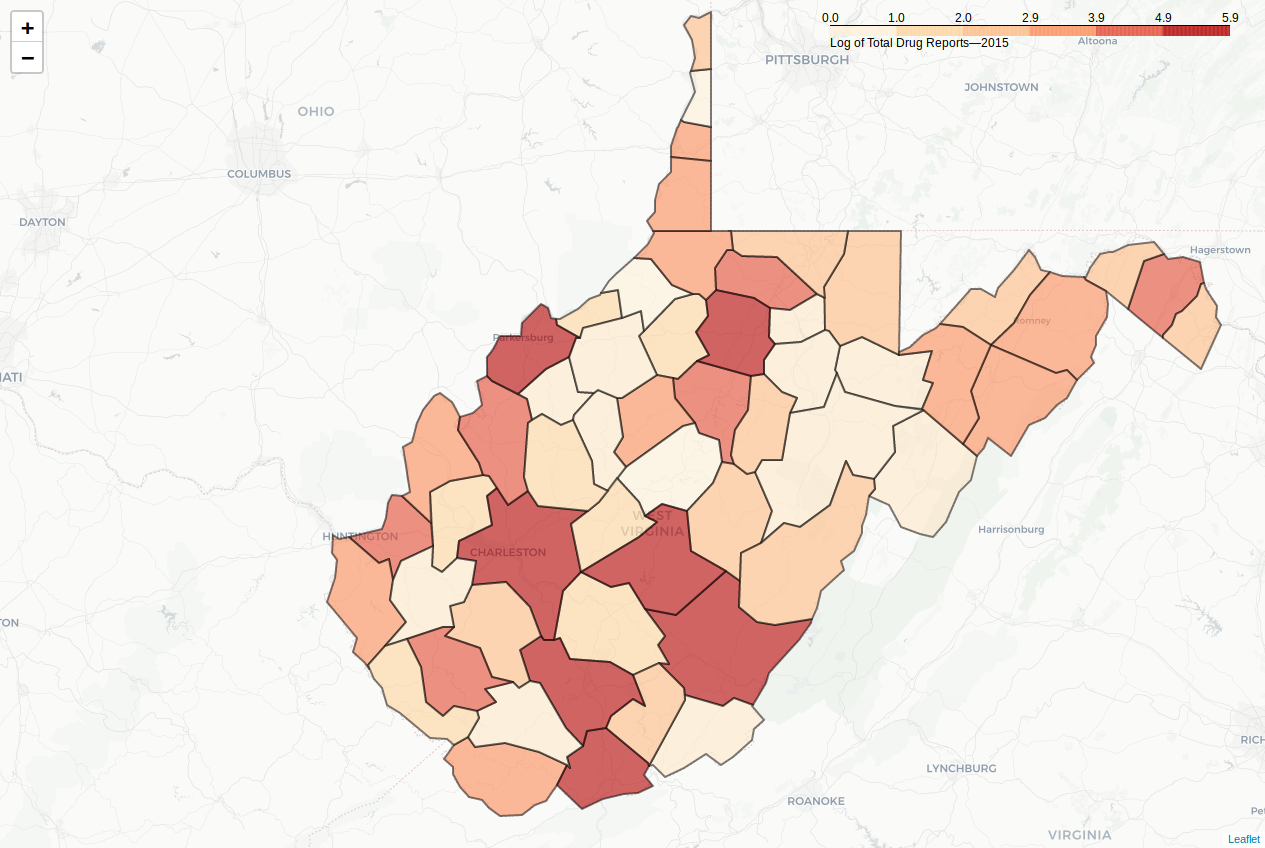 +
−
0.0 1.0 2.0 2.9 3.9 4.9 5.9
Log of Total Drug Reports—2015
Altoona
PITTSBURGH
JOHNSTOWN
OHIO
COLUMBUS
DAYTON
Hagerstown
Romney
Parkersburg
ATI
WEST
VIRGINIA
Harrisonburg
HUNTINGTON
CHARLESTON
TON
RICH
LYNCHBURG
ROANOKE
Pe
VIRGINIA
Leaflet